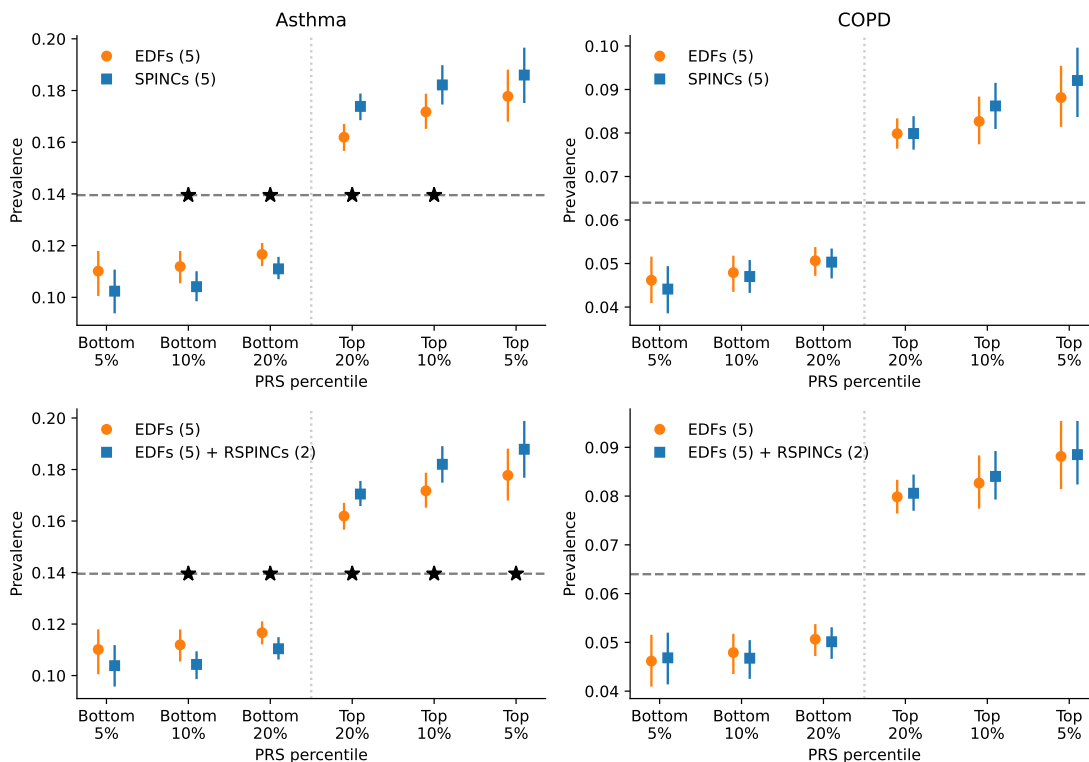 Asthma
0.20
0.18
0.16
0.14
0.12
0.10
Prevalence
EDFs (5)
SPINCs (5)
Bottom
5%
Bottom
10%
Bottom
20%
Top
20%
Top
10%
Top
5%
PRS percentile
COPD
0.10
0.09
0.08
0.07
0.06
0.05
0.04
Prevalence
EDFs (5)
SPINCs (5)
Bottom
5%
Bottom
10%
Bottom
20%
Top
20%
Top
10%
Top
5%
PRS percentile
0.20
0.18
0.16
0.14
0.12
0.10
Prevalence
EDFs (5)
EDFs (5) + RSPINCs (2)
Bottom
5%
Bottom
10%
Bottom
20%
Top
20%
Top
10%
Top
5%
PRS percentile
0.09
0.08
0.07
0.06
0.05
0.04
Prevalence
EDFs (5)
EDFs (5) + RSPINCs (2)
Bottom
5%
Bottom
10%
Bottom
20%
Top
20%
Top
10%
Top
5%
PRS percentile